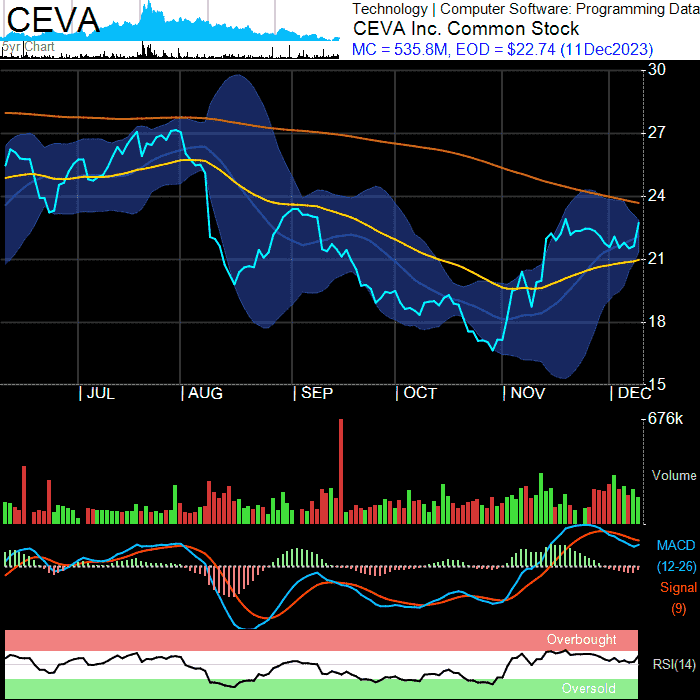 CEVA
Technology | Computer Software: Programming Data
CEVA Inc. Common Stock
5yr Chart
MC = 535.8M, EOD = $22.74 (11Dec2023)
30
27
24
21
18
15
| JUL | AUG | SEP | OCT | NOV | DEC
676k
Volume
MACD
(12-26)
Signal
(9)
Overbought
RSI(14)
Oversold